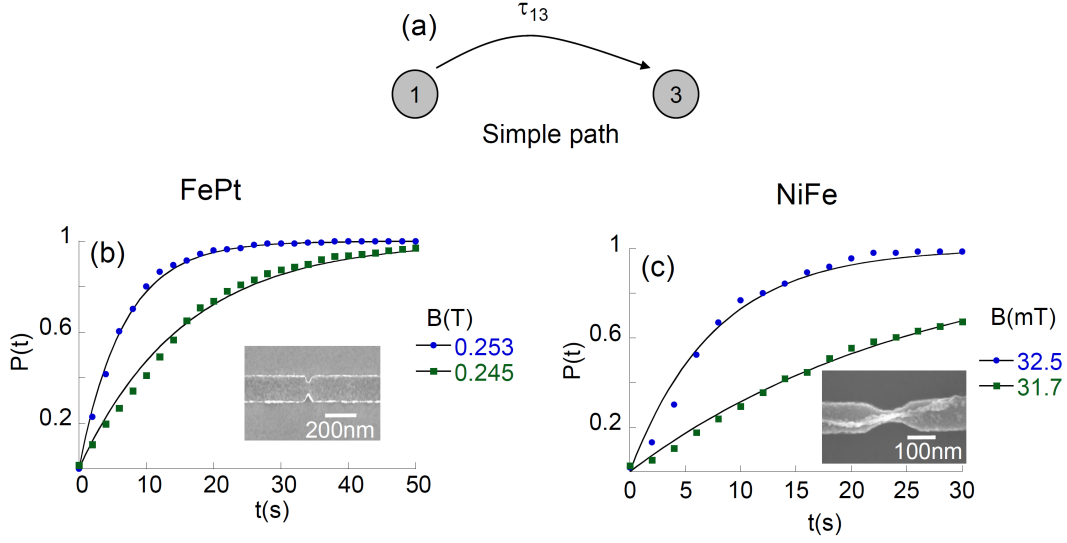 (a)
τ13
1
3
Simple path
FePt
NiFe
(b)
P(t)
1
0.6
0.2
0
10
20
30
40
50
t(s)
B(T)
0.253
0.245
200nm
(c)
P(t)
1
0.6
0.2
0
5
10
15
20
25
30
t(s)
B(mT)
32.5
31.7
100nm